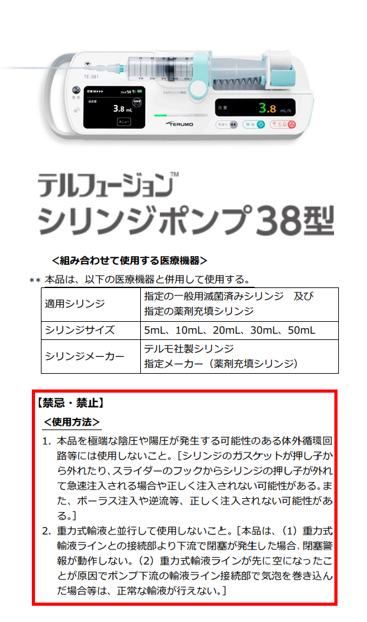 TE-381
3.8 mL
メニュー
流量
3.8 mL/h
TERUMO
テルフュージョン™
シリンジポンプ38型
＜組み合わせて使用する医療機器＞
** 本品は、以下の医療機器と併用して使用する。
適用シリンジ
指定の一般用滅菌済みシリンジ　及び
指定の薬剤充填シリンジ
シリンジサイズ
5mL、10mL、20mL、30mL、50mL
シリンジメーカー
テルモ社製シリンジ
指定メーカー（薬剤充填シリンジ）
【禁忌・禁止】
＜使用方法＞
1. 本品を極端な陰圧や陽圧が発生する可能性のある体外循環回
路等には使用しないこと。［シリンジのガスケットが押し子か
ら外れたり、スライダーのフックからシリンジの押し子が外れ
て急速注入される場合や正しく注入されない可能性がある。ま
た、ボーラス注入や逆流等、正しく注入されない可能性があ
る。］
2. 重力式輸液と並行して使用しないこと。［本品は、（1）重力式
輸液ラインとの接続部より下流で閉塞が発生した場合、閉塞警
報が動作しない。（2）重力式輸液ラインが先に空になったこ
とが原因でポンプ下流の輸液ライン接続部で気泡を巻き込ん
だ場合等は、正常な輸液が行えない。］